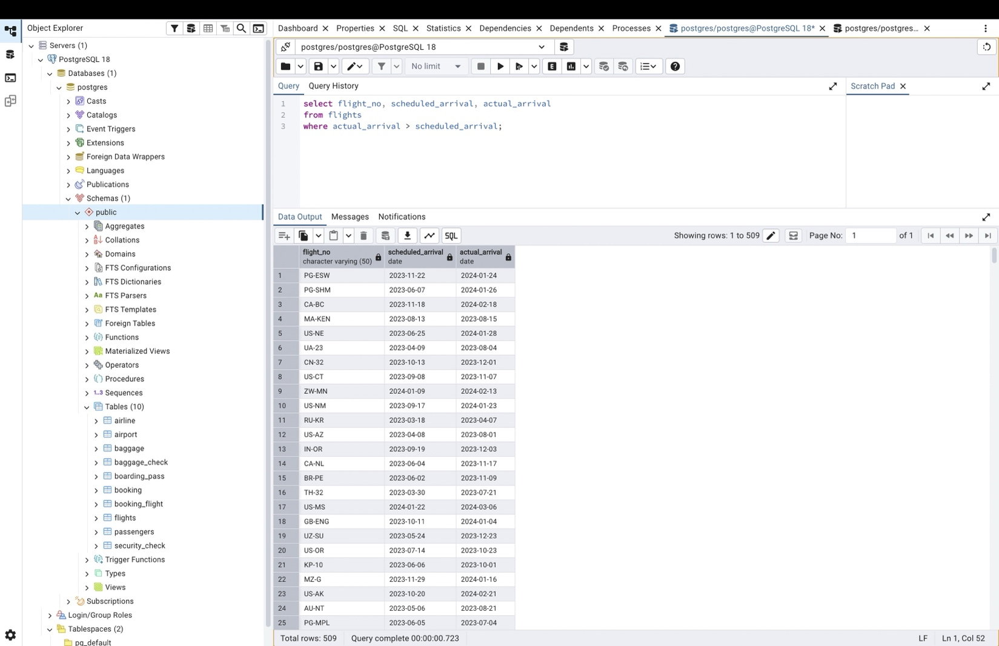 Object Explorer
Servers (1)
PostgreSQL 18
Databases (1)
postgres
Casts
Catalogs
Event Triggers
Extensions
Foreign Data Wrappers
Languages
Publications
Schemas (1)
public
Aggregates
Collations
Domains
FTS Configurations
FTS Dictionaries
Aa FTS Parsers
FTS Templates
Foreign Tables
Functions
Materialized Views
Operators
Procedures
1..3 Sequences
Tables (10)
airline
airport
baggage
baggage_check
boarding_pass
booking
booking_flight
flights
passengers
security_check
Trigger Functions
Types
Views
Subscriptions
Login/Group Roles
Tablespaces (2)
pg_default
Dashboard Properties SQL Statistics Dependencies Dependents Processes postgres/postgres@PostgreSQL 18* postgres/postgres...
postgres/postgres@PostgreSQL 18
No limit E
Query Query History Scratch Pad
1 select flight_no, scheduled_arrival, actual_arrival
2 from flights
3 where actual_arrival > scheduled_arrival;
Data Output Messages Notifications
SQL Showing rows: 1 to 509 Page No: 1 of 1
flight_no scheduled_arrival actual_arrival
character varying (50) date date
1 PG-ESW 2023-11-22 2024-01-24
2 PG-SHM 2023-06-07 2024-01-26
3 CA-BC 2023-11-18 2024-02-18
4 MA-KEN 2023-08-13 2023-08-15
5 US-NE 2023-06-25 2024-01-28
6 UA-23 2023-04-09 2023-08-04
7 CN-32 2023-10-13 2023-12-01
8 US-CT 2023-09-08 2023-11-07
9 ZW-MN 2024-01-09 2024-02-13
10 US-NM 2023-09-17 2024-01-23
11 RU-KR 2023-03-18 2023-04-07
12 US-AZ 2023-04-08 2023-08-01
13 IN-OR 2023-09-19 2023-12-03
14 CA-NL 2023-06-04 2023-11-17
15 BR-PE 2023-06-02 2023-11-09
16 TH-32 2023-03-30 2023-07-21
17 US-MS 2024-01-22 2024-03-06
18 GB-ENG 2023-10-11 2024-01-04
19 UZ-SU 2023-05-24 2023-12-23
20 US-OR 2023-07-14 2023-10-23
21 KP-10 2023-06-06 2023-10-01
22 MZ-G 2023-11-29 2024-01-16
23 US-AK 2023-10-20 2024-02-21
24 AU-NT 2023-05-06 2023-08-21
25 PG-MPL 2023-06-05 2023-07-04
Total rows: 509 Query complete 00:00:00.723 LF Ln 1, Col 52